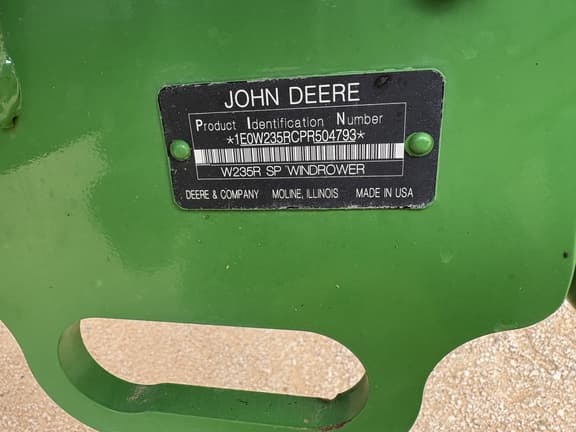 JOHN DEERE
Product Identification Number
*1E0W235RCPR504793*
W235R SP WINDROWER
DEERE & COMPANY MOLINE, ILLINOIS MADE IN USA